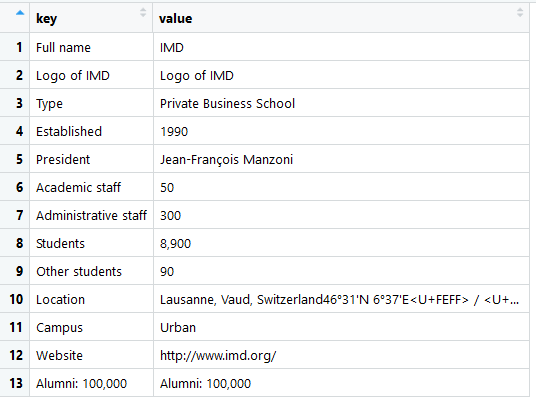 key value
1 Full name IMD
2 Logo of IMD Logo of IMD
3 Type Private Business School
4 Established 1990
5 President Jean-François Manzoni
6 Academic staff 50
7 Administrative staff 300
8 Students 8,900
9 Other students 90
10 Location Lausanne, Vaud, Switzerland46°31'N 6°37'E<U+FEFF> / <U+...
11 Campus Urban
12 Website http://www.imd.org/
13 Alumni: 100,000 Alumni: 100,000